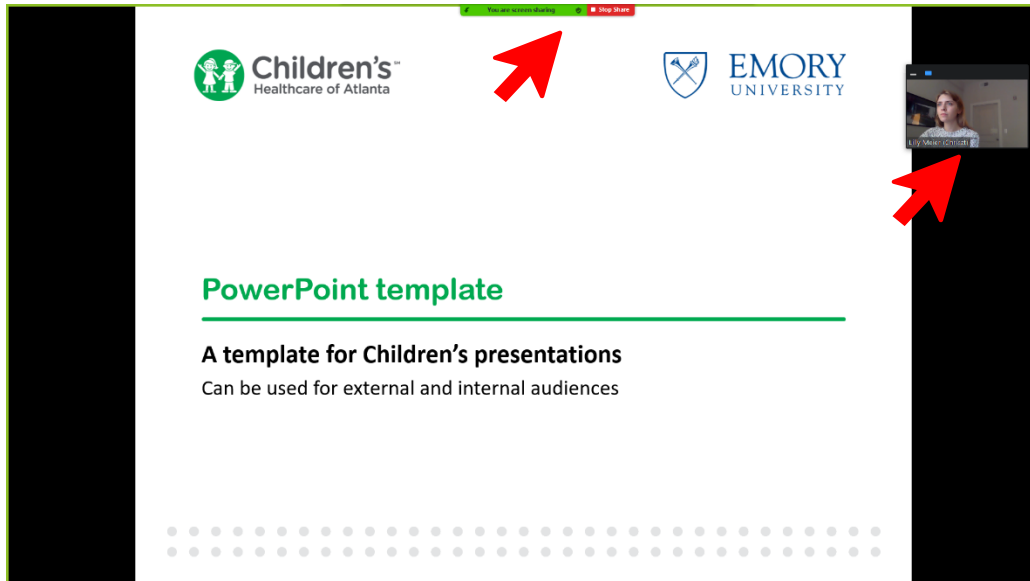 You are screen sharing
Stop Share
Children's℠
Healthcare of Atlanta
EMORY
UNIVERSITY
PowerPoint template
A template for Children's presentations
Can be used for external and internal audiences